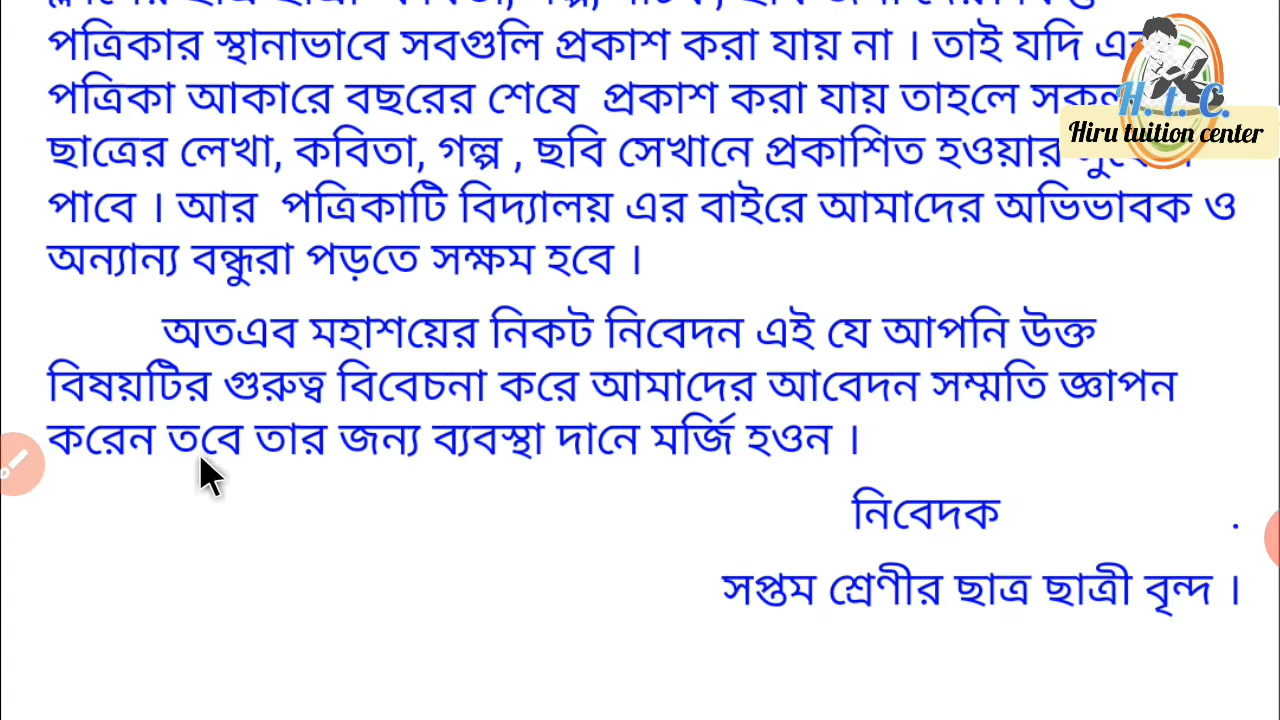 পত্রিকার স্থানাভাবে সবগুলি প্রকাশ করা যায় না । তাই যদি
পত্রিকা আকারে বছরের শেষে প্রকাশ করা যায় তাহলে সকল
ছাত্রের লেখা, কবিতা, গল্প , ছবি সেখানে প্রকাশিত হওয়ার
পাবে । আর পত্রিকাটি বিদ্যালয় এর বাইরে আমাদের অভিভাবক ও
অন্যান্য বন্ধুরা পড়তে সক্ষম হবে ।
অতএব মহাশয়ের নিকট নিবেদন এই যে আপনি উক্ত
বিষয়টির গুরুত্ব বিবেচনা করে আমাদের আবেদন সম্মতি জ্ঞাপন
করেন তবে তার জন্য ব্যবস্থা দানে মর্জি হওন ।
নিবেদক .
সপ্তম শ্রেণীর ছাত্র ছাত্রী বৃন্দ ।
H. t. C.
Hiru tuition center